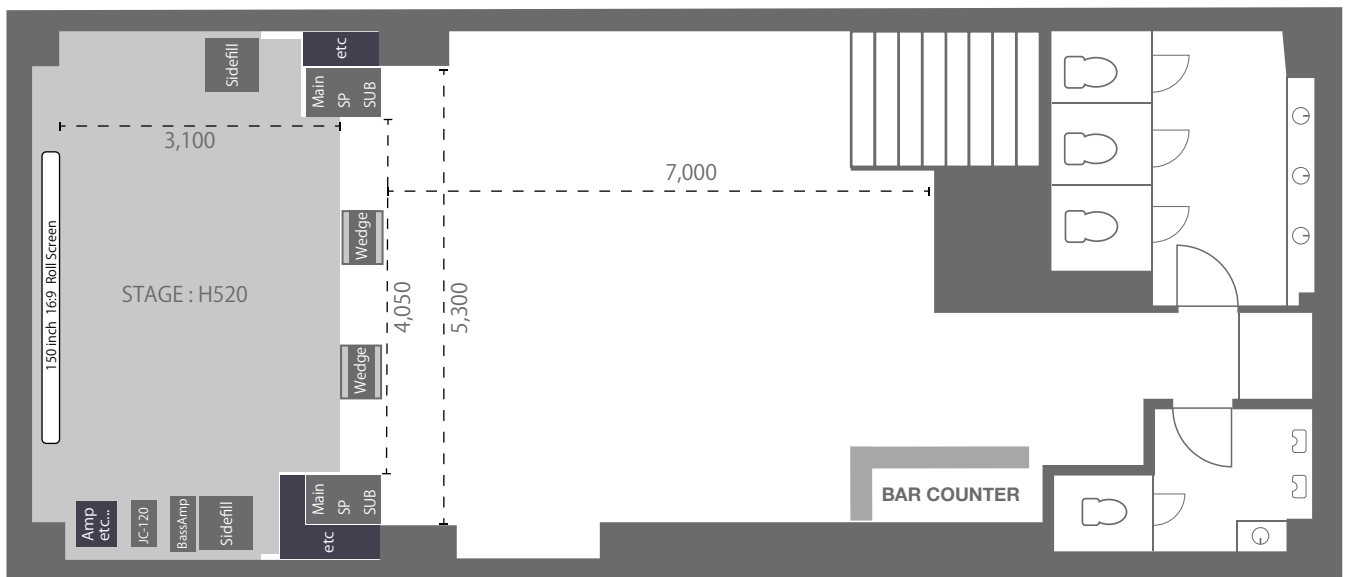 etc
Sidefill
Main
SP
SUB
3,100
7,000
Wedge
150 inch 16:9 Roll Screen
STAGE : H520
4,050
5,300
Wedge
Main
SP
SUB
BAR COUNTER
Amp
etc...
JC-120
BassAmp
Sidefill
etc